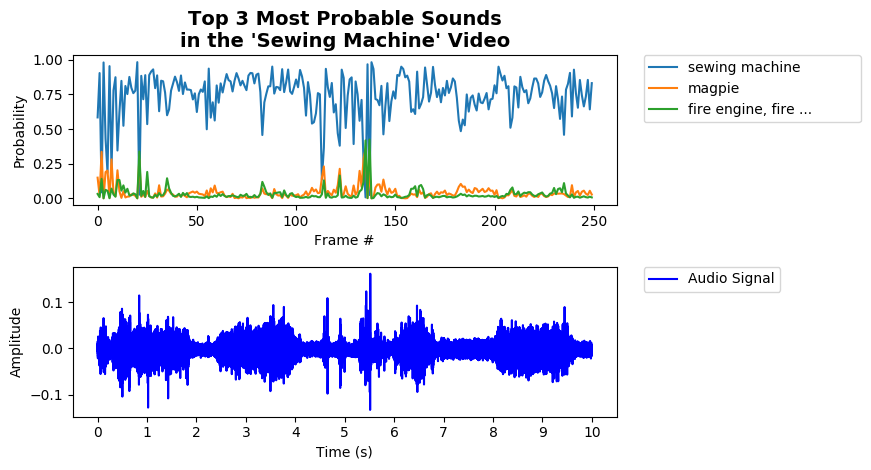 Top 3 Most Probable Sounds
in the 'Sewing Machine' Video
1.00
0.75
0.50
0.25
0.00
Probability
0 50 100 150 200 250
Frame #
sewing machine
magpie
fire engine, fire ...
0.1
0.0
−0.1
Amplitude
0 1 2 3 4 5 6 7 8 9 10
Time (s)
Audio Signal